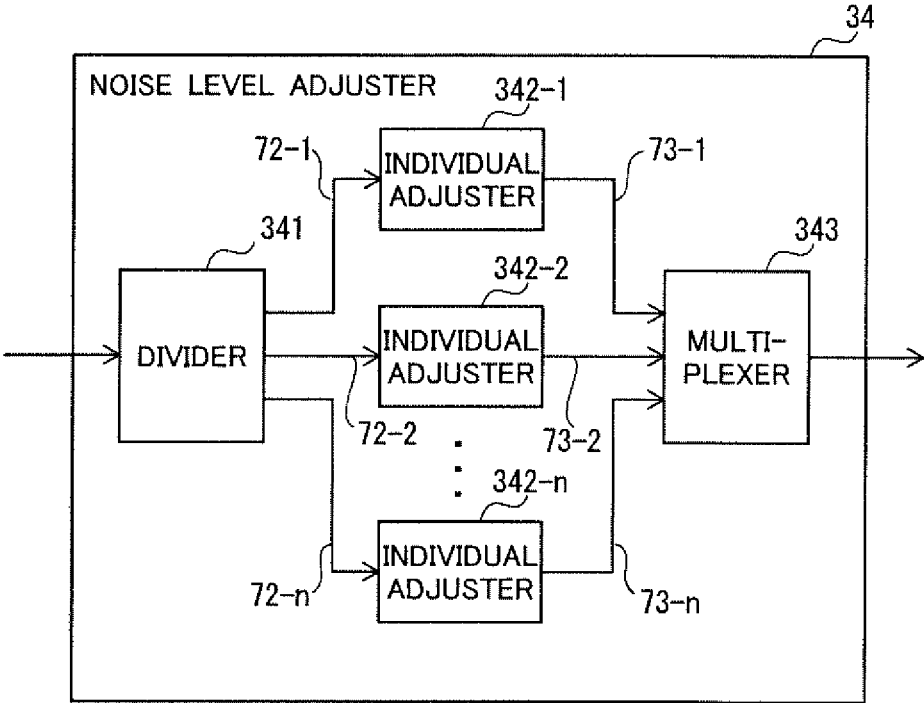 34
NOISE LEVEL ADJUSTER
342-1
72-1
INDIVIDUAL
ADJUSTER
73-1
341
342-2
343
DIVIDER
INDIVIDUAL
ADJUSTER
MULTI-
PLEXER
72-2
73-2
342-n
INDIVIDUAL
ADJUSTER
72-n
73-n